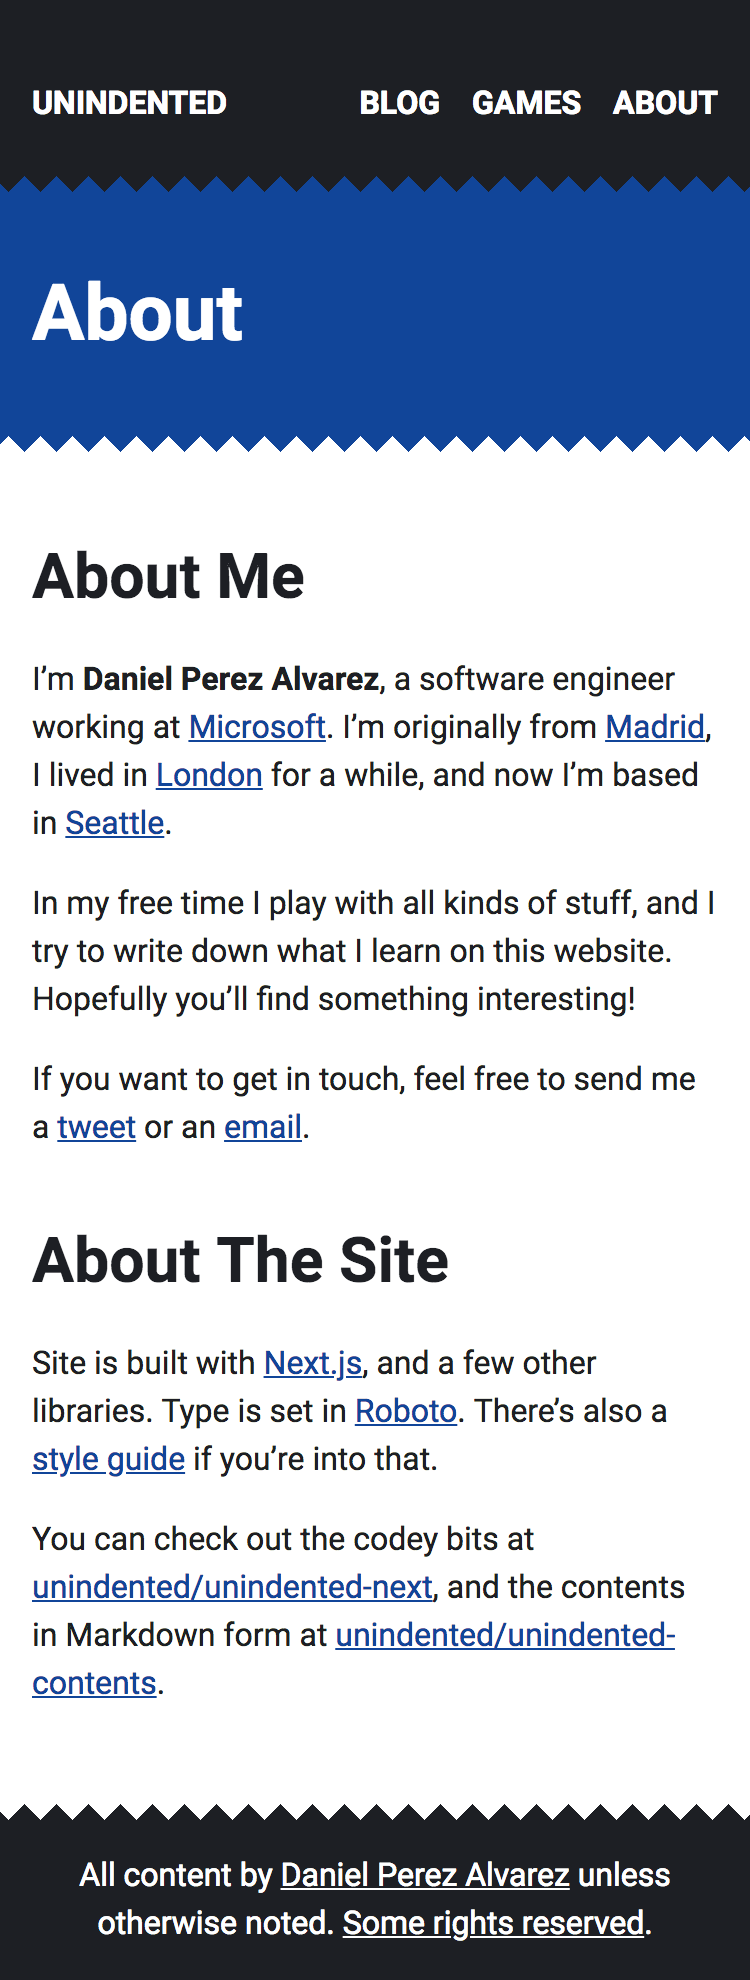 UNINDENTED BLOG GAMES ABOUT
About
About Me
I’m Daniel Perez Alvarez, a software engineer
working at Microsoft. I’m originally from Madrid,
I lived in London for a while, and now I’m based
in Seattle.
In my free time I play with all kinds of stuff, and I
try to write down what I learn on this website.
Hopefully you’ll find something interesting!
If you want to get in touch, feel free to send me
a tweet or an email.
About The Site
Site is built with Next.js, and a few other
libraries. Type is set in Roboto. There’s also a
style guide if you’re into that.
You can check out the codey bits at
unindented/unindented-next, and the contents
in Markdown form at unindented/unindented-
contents.
All content by Daniel Perez Alvarez unless
otherwise noted. Some rights reserved.